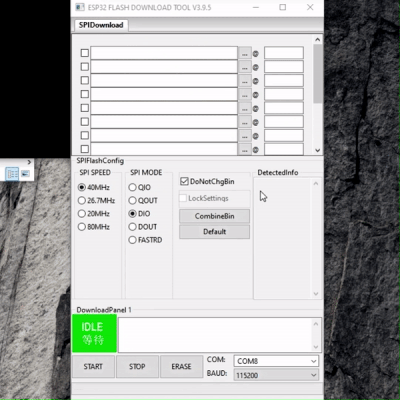 ESP32 FLASH DOWNLOAD TOOL V3.9.5
SPIDownload
... @
... @
... @
... @
... @
... @
... @
... @
SPIFlashConfig
SPI SPEED
40MHz
26.7MHz
20MHz
80MHz
SPI MODE
QIO
QOUT
DIO
DOUT
FASTRD
DoNotChgBin
LockSettings
CombineBin
Default
DetectedInfo
DownloadPanel 1
IDLE
等待
START STOP ERASE
COM: COM8
BAUD: 115200